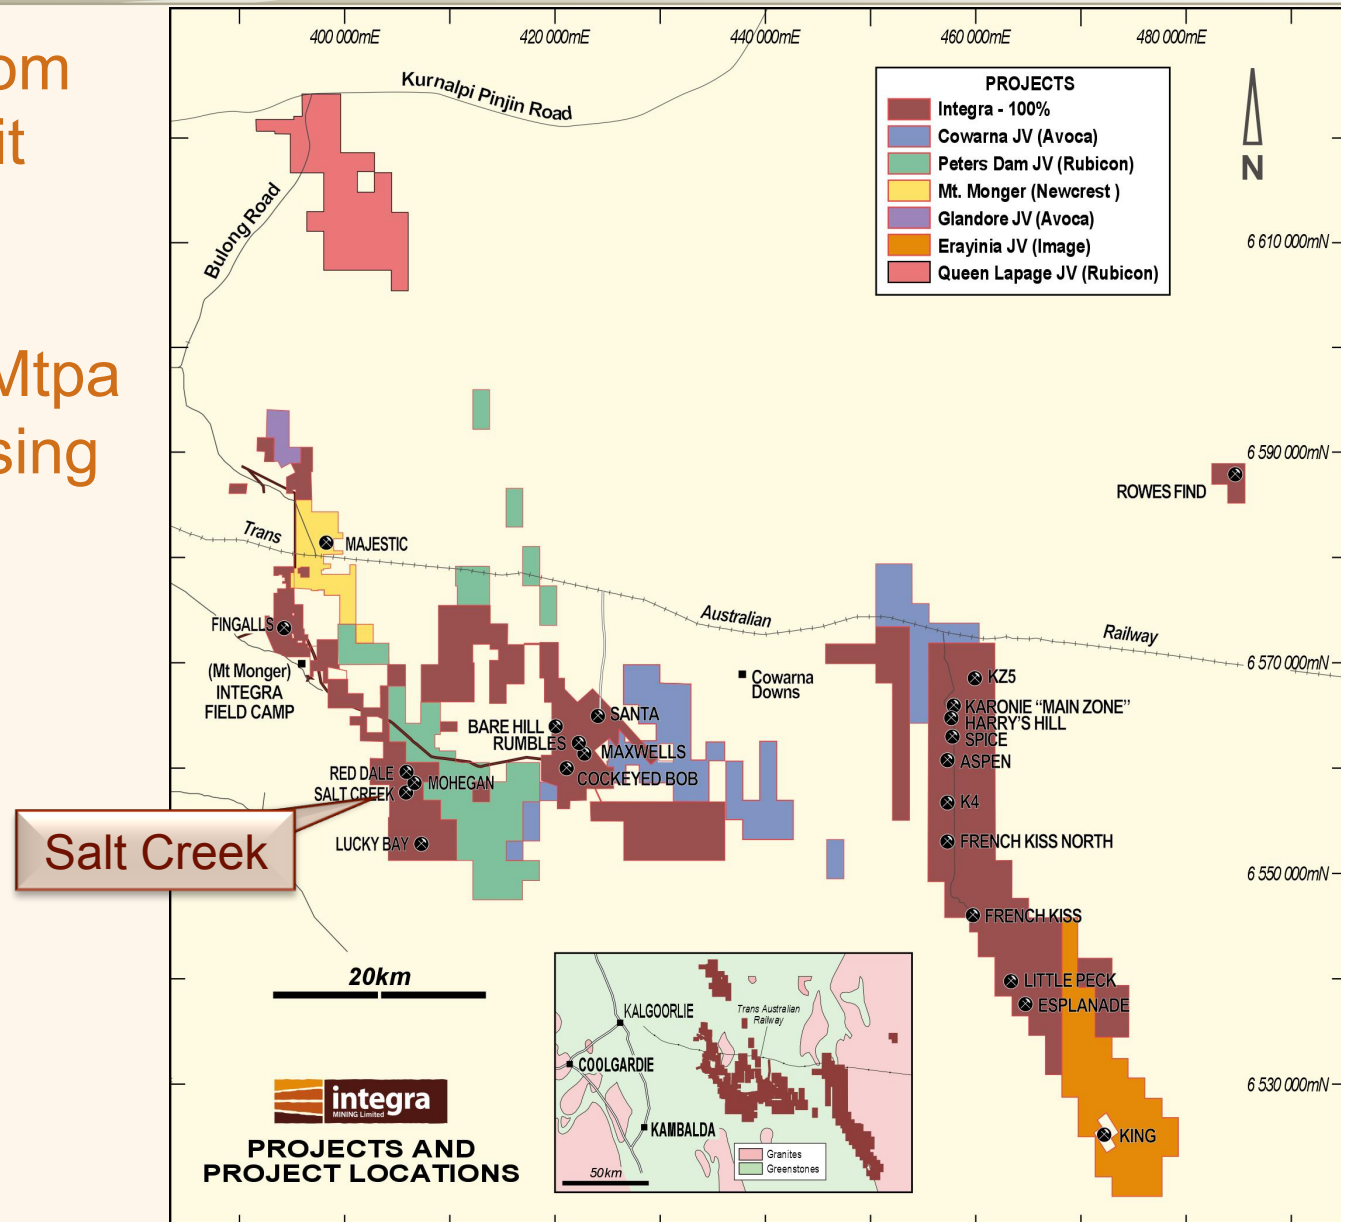 om
it
Mtpa
sing
400 000mE
420 000mE
440 000mE
460 000mE
480 000mE
Kurnalpi Pinjin Road
Bulong Road
PROJECTS
Integra - 100%
Cowarna JV (Avoca)
Peters Dam JV (Rubicon)
Mt. Monger (Newcrest )
Glandore JV (Avoca)
Erayinia JV (Image)
Queen Lapage JV (Rubicon)
N
6 610 000mN
6 590 000mN
ROWES FIND
Trans
MAJESTIC
Australian
Railway
FINGALLS
(Mt Monger)
INTEGRA
FIELD CAMP
6 570 000mN
Cowarna
Downs
KZ5
KARONIE “MAIN ZONE”
HARRY'S HILL
SPICE
ASPEN
K4
FRENCH KISS NORTH
SANTA
BARE HILL
RUMBLES
MAXWELLS
COCKEYED BOB
RED DALE
MOHEGAN
SALT CREEK
LUCKY BAY
Salt Creek
6 550 000mN
FRENCH KISS
LITTLE PECK
ESPLANADE
20km
KALGOORLIE
COOLGARDIE
KAMBALDA
Trans Australian
Railway
Granites
Greenstones
50km
6 530 000mN
KING
integra
MINING Limited
PROJECTS AND
PROJECT LOCATIONS